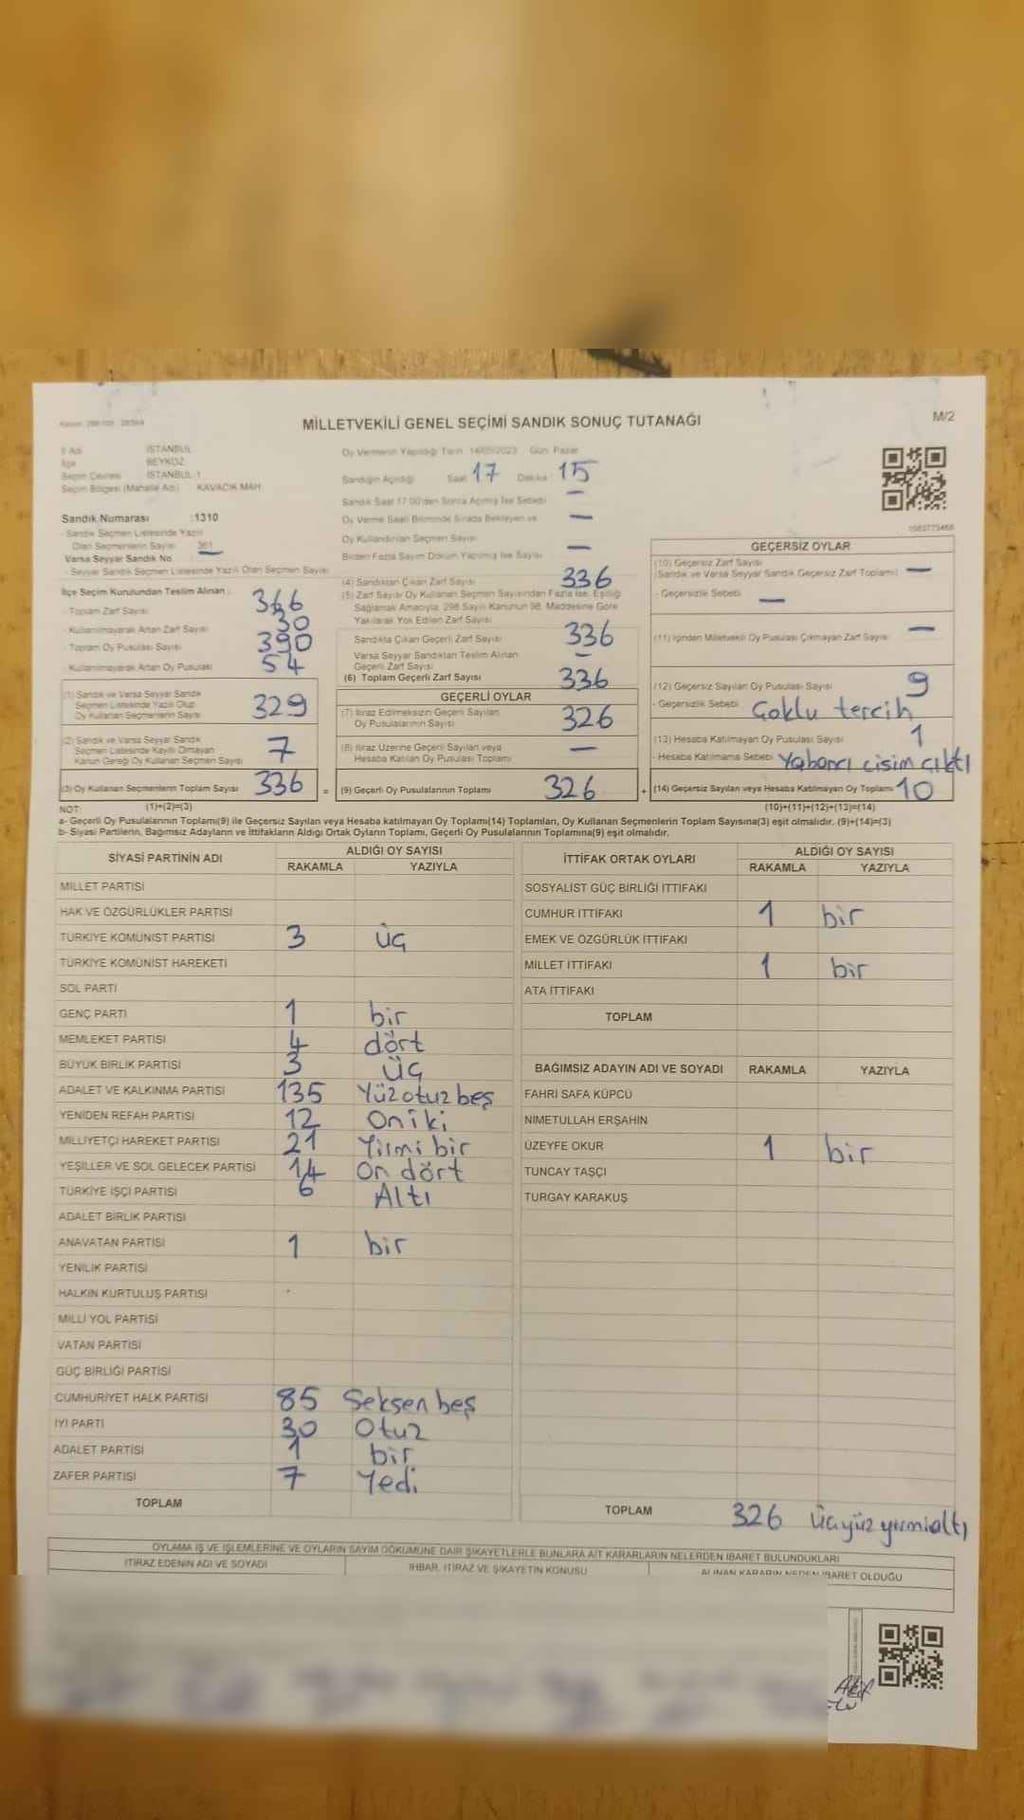 MİLLETVEKİLİ GENEL SEÇİMİ SANDIK SONUÇ TUTANAĞI
M/2
İl Adı İSTANBUL
İlçe BEYKOZ
Seçim Çevresi İSTANBUL 1
Seçim Bölgesi (Mahalle Adı) KAVACIK MAH.
Sandık Numarası :1310
- Sandık Seçmen Listesinde Yazılı
Olan Seçmenlerin Sayısı 361
Varsa Seyyar Sandık No
- Seyyar Sandık Seçmen Listesinde Yazılı Olan Seçmen Sayısı
İlçe Seçim Kurulundan Teslim Alınan :
- Toplam Zarf Sayısı 366
- Kullanılmayarak Artan Zarf Sayısı 30
- Toplam Oy Pusulası Sayısı 390
- Kullanılmayarak Artan Oy Pusulası 54
(1) Sandık ve Varsa Seyyar Sandık
Seçmen Listesinde Yazılı Olup
Oy Kullanan Seçmenlerin Sayısı 329
(2) Sandık ve Varsa Seyyar Sandık
Seçmen Listesinde Kayıtlı Olmayan
Kanun Gereği Oy Kullanan Seçmen Sayısı 7
(3) Oy Kullanan Seçmenlerin Toplam Sayısı 336
Oy Vermenin Yapıldığı Tarih 14/05/2023 Gün Pazar
Sandığın Açıldığı Saat 17 Dakika 15
Sandık Saat 17.00'den Sonra Açılmış İse Sebebi —
Oy Verme Saati Bitiminde Sırada Bekleyen ve —
Oy Kullandırılan Seçmen Sayısı
Birden Fazla Sayım Döküm Yapılmış İse Sayısı —
(4) Sandıktan Çıkan Zarf Sayısı 336
(5) Zarf Sayısı Oy Kullanan Seçmen Sayısından Fazla İse, Eşitliği
Sağlamak Amacıyla, 298 Sayılı Kanunun 98. Maddesine Göre
Yakılarak Yok Edilen Zarf Sayısı
Sandıkta Çıkan Geçerli Zarf Sayısı 336
Varsa Seyyar Sandıktan Teslim Alınan —
Geçerli Zarf Sayısı
(6) Toplam Geçerli Zarf Sayısı 336
GEÇERLİ OYLAR
(7) İtiraz Edilmeksizin Geçerli Sayılan
Oy Pusulalarının Sayısı 326
(8) İtiraz Üzerine Geçerli Sayılan veya
Hesaba Katılan Oy Pusulası Toplamı —
= (9) Geçerli Oy Pusulalarının Toplamı 326 +
GEÇERSİZ OYLAR
(10) Geçersiz Zarf Sayısı
(Sandık ve Varsa Seyyar Sandık Geçersiz Zarf Toplamı) —
- Geçersizlik Sebebi —
(11) İçinden Milletvekili Oy Pusulası Çıkmayan Zarf Sayısı —
(12) Geçersiz Sayılan Oy Pusulası Sayısı 9
- Geçersizlik Sebebi Çoklu tercih
(13) Hesaba Katılmayan Oy Pusulası Sayısı 1
- Hesaba Katılmama Sebebi Yabancı cisim çıktı
(14) Geçersiz Sayılan veya Hesaba Katılmayan Oy Toplamı 10
NOT: (1)+(2)=(3)
(10)+(11)+(12)+(13)=(14)
a- Geçerli Oy Pusulalarının Toplamı(9) ile Geçersiz Sayılan veya Hesaba katılmayan Oy Toplamı(14) Toplamları, Oy Kullanan Seçmenlerin Toplam Sayısına(3) eşit olmalıdır. (9)+(14)=(3)
b- Siyasi Partilerin, Bağımsız Adayların ve İttifakların Aldığı Ortak Oyların Toplamı, Geçerli Oy Pusulalarının Toplamına(9) eşit olmalıdır.
SİYASİ PARTİNİN ADI ALDIĞI OY SAYISI
RAKAMLA YAZIYLA
MİLLET PARTİSİ
HAK VE ÖZGÜRLÜKLER PARTİSİ
TÜRKİYE KOMÜNİST PARTİSİ 3 üç
TÜRKİYE KOMÜNİST HAREKETİ
SOL PARTİ
GENÇ PARTİ 1 bir
MEMLEKET PARTİSİ 4 dört
BÜYÜK BİRLİK PARTİSİ 3 üç
ADALET VE KALKINMA PARTİSİ 135 Yüzotuz beş
YENİDEN REFAH PARTİSİ 12 Oniki
MİLLİYETÇİ HAREKET PARTİSİ 21 Yirmi bir
YEŞİLLER VE SOL GELECEK PARTİSİ 14 On dört
TÜRKİYE İŞÇİ PARTİSİ 6 Altı
ADALET BİRLİK PARTİSİ
ANAVATAN PARTİSİ 1 bir
YENİLİK PARTİSİ
HALKIN KURTULUŞ PARTİSİ
MİLLİ YOL PARTİSİ
VATAN PARTİSİ
GÜÇ BİRLİĞİ PARTİSİ
CUMHURİYET HALK PARTİSİ 85 Seksen beş
İYİ PARTİ 30 Otuz
ADALET PARTİSİ 1 bir
ZAFER PARTİSİ 7 Yedi
TOPLAM
İTTİFAK ORTAK OYLARI ALDIĞI OY SAYISI
RAKAMLA YAZIYLA
SOSYALİST GÜÇ BİRLİĞİ İTTİFAKI
CUMHUR İTTİFAKI 1 bir
EMEK VE ÖZGÜRLÜK İTTİFAKI
MİLLET İTTİFAKI 1 bir
ATA İTTİFAKI
TOPLAM
BAĞIMSIZ ADAYIN ADI VE SOYADI RAKAMLA YAZIYLA
FAHRİ SAFA KÜPCÜ
NİMETULLAH ERŞAHİN
ÜZEYFE OKUR 1 bir
TUNCAY TAŞÇI
TURGAY KARAKUŞ
TOPLAM 326 üçyüz yirmialtı
OYLAMA İŞ VE İŞLEMLERİNE VE OYLARIN SAYIM DÖKÜMÜNE DAİR ŞİKAYETLERLE BUNLARA AİT KARARLARIN NELERDEN İBARET BULUNDUKLARI
İTİRAZ EDENİN ADI VE SOYADI
İHBAR, İTİRAZ VE ŞİKAYETİN KONUSU
ALINAN KARARIN NEDEN İBARET OLDUĞU